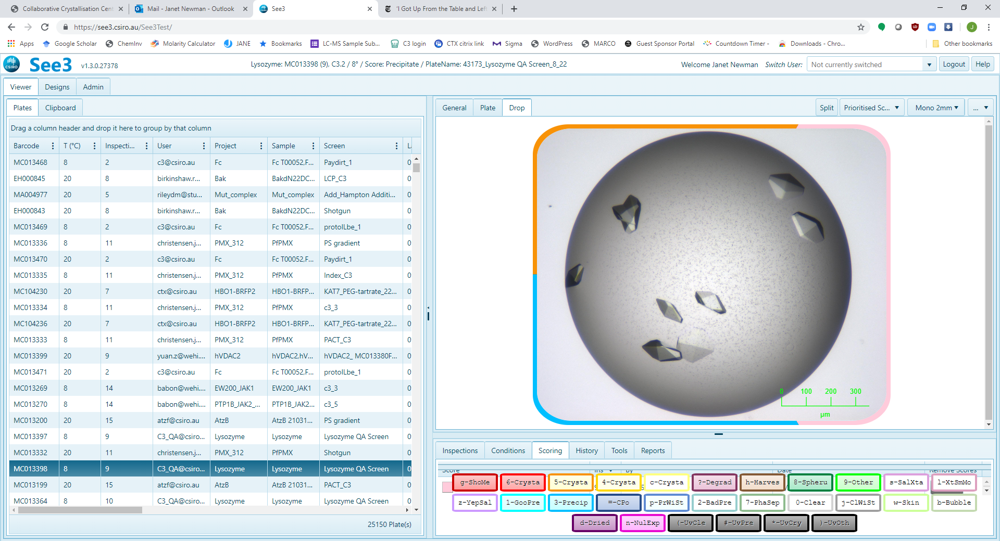 Collaborative Crystallisation Cent
Mail - Janet Newman - Outlook
See3
'I Got Up From the Table and Left
https://see3.csiro.au/See3Test/
Apps Google Scholar ChemInv Molarity Calculator JANE Bookmarks LC-MS Sample Sub... C3 login CTX citrix link Sigma WordPress MARCO Guest Sponsor Portal Countdown Timer - Downloads - Chro... Other bookmarks
CSIRO See3 v1.3.0.27378
Lysozyme: MC013398 (9), C3.2 / 8° / Score: Precipitate / PlateName: 43173_Lysozyme QA Screen_8_22
Welcome Janet Newman Switch User: Not currently switched Logout Help
Viewer Designs Admin
Plates Clipboard
Drag a column header and drop it here to group by that column
Barcode T (°C) Inspecti... User Project Sample Screen
MC013468 8 2 c3@csiro.au Fc Fc T00052,F... Paydirt_1 0
EH000845 20 8 birkinshaw.r... Bak BakdN22DC... LCP_C3 0
MA004977 20 5 rileydm@stu... Mut_complex Mut_complex Add_Hampton Additi... 0
EH000843 20 8 birkinshaw.r... Bak BakdN22DC... Shotgun 0
MC013469 8 2 c3@csiro.au Fc Fc T00052,F... protolLbe_1 0
MC013336 8 11 christensen.j... PMX_312 PfPMX PS gradient 0
MC013470 20 2 c3@csiro.au Fc Fc T00052,F... Paydirt_1 0
MC013335 8 11 christensen.j... PMX_312 PfPMX Index_C3 0
MC104230 20 7 ctx@csiro.au HBO1-BRFP2 HBO1-BRFP... KAT7_PEG-tartrate_22... 0
MC013334 8 11 christensen.j... PMX_312 PfPMX c3_3 0
MC104236 20 7 ctx@csiro.au HBO1-BRFP2 HBO1-BRFP... KAT7_PEG-tartrate_22... 0
MC013333 8 11 christensen.j... PMX_312 PfPMX PACT_C3 0
MC013399 20 9 yuan.z@wehi.... hVDAC2 hVDAC2,hV... hVDAC2_ MC013380F... 0
MC013471 20 2 c3@csiro.au Fc Fc T00052,F... protolLbe_1 0
MC013269 8 14 babon@wehi.... EW200_JAK1 EW200_JAK1 c3_3 0
MC013270 8 14 babon@wehi.... PTP1B_JAK2_... PTP1B_JAK2... c3_5 0
MC013200 20 15 atzf@csiro.au AtzB AtzB 21031... PS gradient 0
MC013397 8 9 C3_QA@csiro... Lysozyme Lysozyme Lysozyme QA Screen 0
MC013332 20 11 christensen.j... PMX_312 PfPMX Shotgun 0
MC013398 8 9 C3_QA@csiro... Lysozyme Lysozyme Lysozyme QA Screen 0
MC013199 20 15 atzf@csiro.au AtzB AtzB 21031... PACT_C3 0
MC013364 8 10 C3_QA@csiro... Lysozyme Lysozyme Lysozyme QA Screen 0
25150 Plate(s)
General Plate Drop
Split Prioritised Sc... Mono 2mm ...
0 100 200 300
µm
Inspections Conditions Scoring History Tools Reports
Score Ins By Date Remove Scores
g-ShoMe 6-Crysta 5-Crysta 4-Crysta c-Crysta ?-Degrad h-Harves 8-Spheru 9-Other s-SalXta l-XtSmMo
z-YepSal 1-GooPre 3-Precip =-CPo p-PrWiSt 2-BadPre 7-PhaSep 0-Clear j-ClWiSt w-Skin b-Bubble
d-Dried n-NulExp (-UvCle #-UvPre *-UvCry )-UvOth